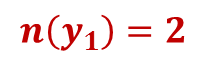 n(y₁) = 2